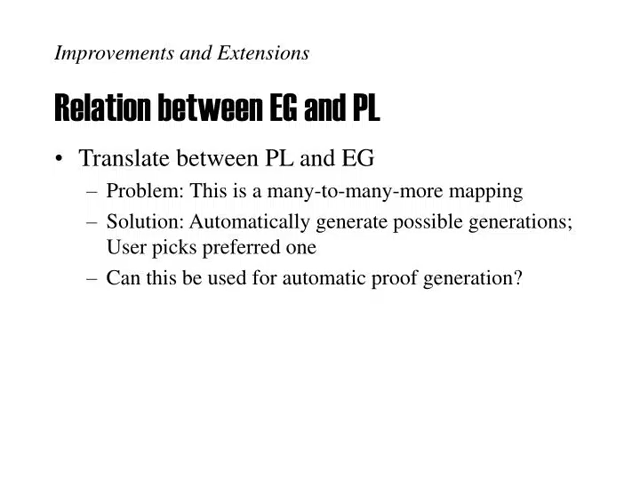 Improvements and Extensions
Relation between EG and PL
• Translate between PL and EG
– Problem: This is a many-to-many-more mapping
– Solution: Automatically generate possible generations;
User picks preferred one
– Can this be used for automatic proof generation?